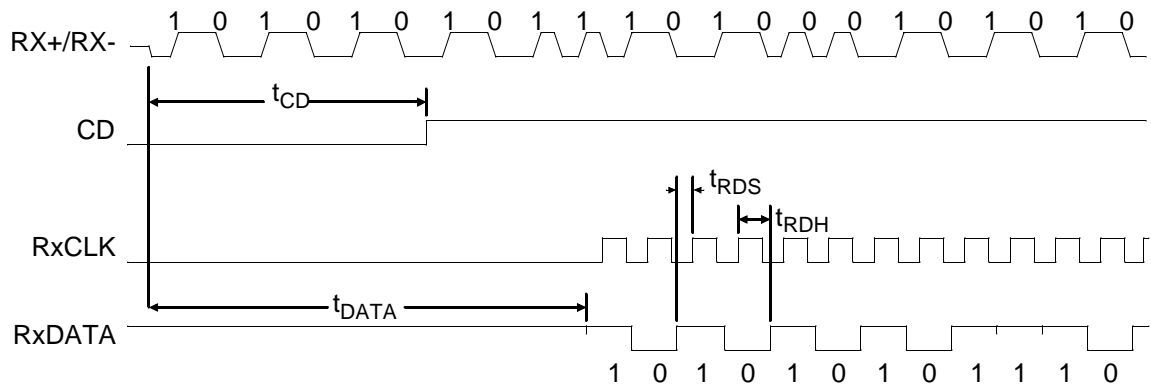 1 0 1 0 1 0 1 0 1 1 1 0 1 0 0 0 1 0 1 0 1 0
RX+/RX-
tCD
CD
tRDS
tRDH
RxCLK
tDATA
RxDATA
1 0 1 0 1 0 1 0 1 1 1 0